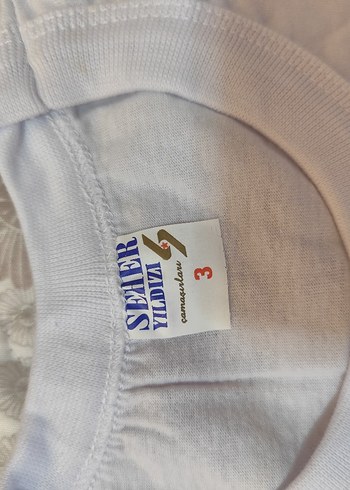 SEHER
YILDIZI
çamaşırları
3